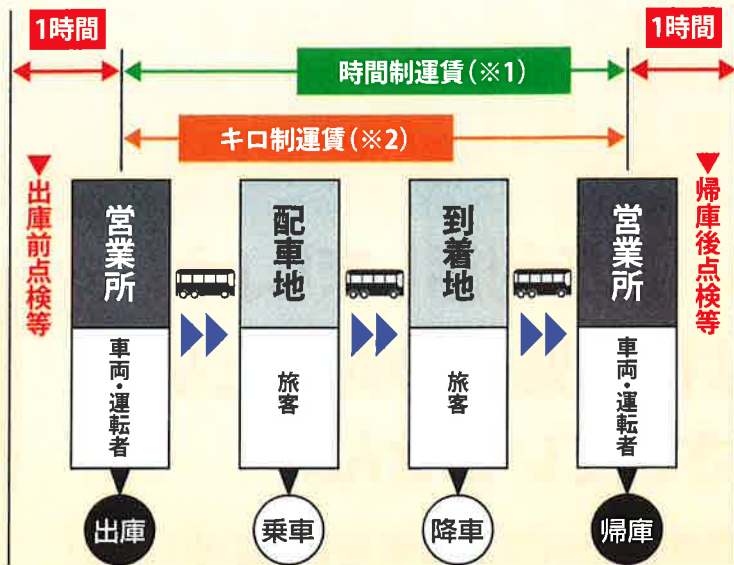 1時間
1時間
時間制運賃(※1)
キロ制運賃(※2)
▼出庫前点検等
▼帰庫後点検等
営業所
配車地
到着地
営業所
車両・運転者
旅客
旅客
車両・運転者
出庫
乗車
降車
帰庫